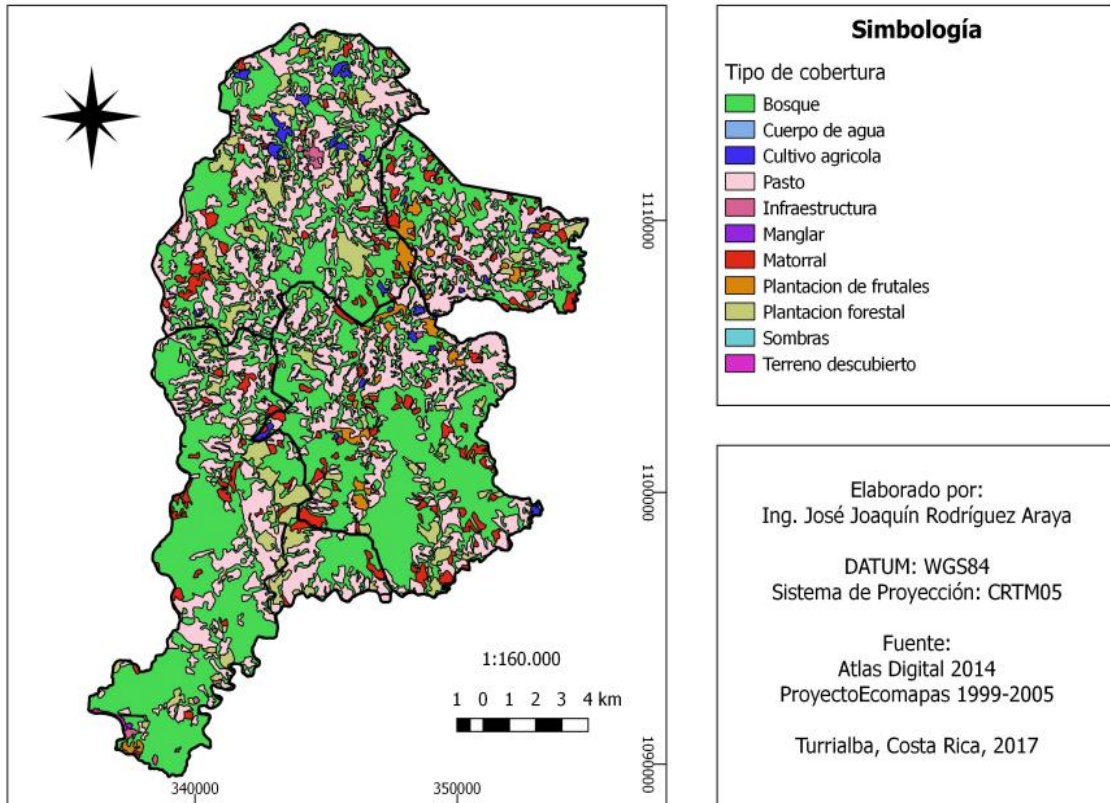 Simbología
Tipo de cobertura
Bosque
Cuerpo de agua
Cultivo agricola
Pasto
Infraestructura
Manglar
Matorral
Plantacion de frutales
Plantacion forestal
Sombras
Terreno descubierto
1110000
1100000
1090000
1:160.000
1 0 1 2 3 4 km
340000
350000
Elaborado por:
Ing. José Joaquín Rodríguez Araya
DATUM: WGS84
Sistema de Proyección: CRTM05
Fuente:
Atlas Digital 2014
ProyectoEcomapas 1999-2005
Turrialba, Costa Rica, 2017